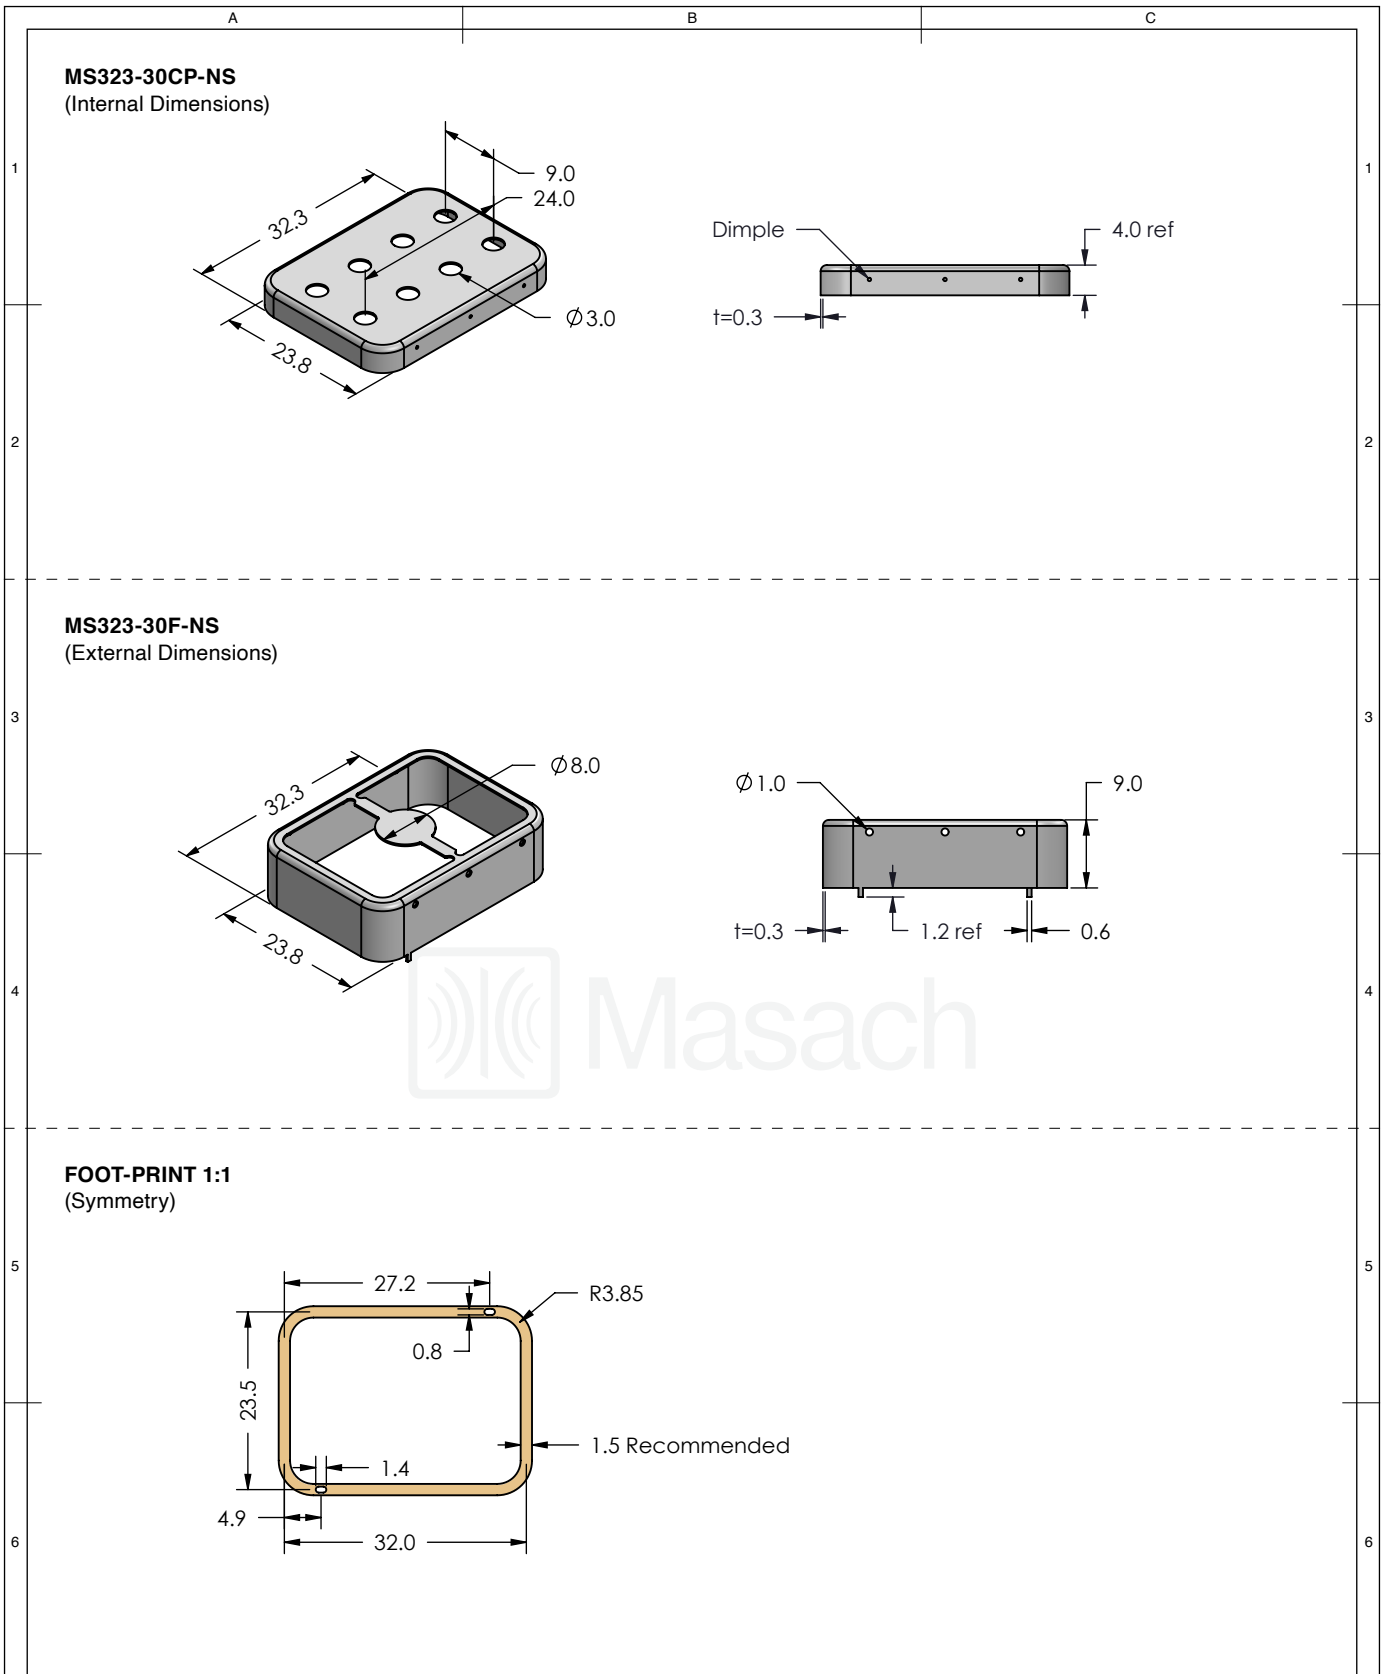 A B C
MS323-30CP-NS
(Internal Dimensions)
1 1
9.0
24.0
32.3
Dimple
4.0 ref
t=0.3
Ø3.0
23.8
2 2
MS323-30F-NS
(External Dimensions)
3 3
Ø8.0
Ø1.0
9.0
32.3
t=0.3
1.2 ref
0.6
23.8
4 4
Masach
FOOT-PRINT 1:1
(Symmetry)
5 5
27.2
R3.85
0.8
23.5
1.5 Recommended
1.4
4.9
32.0
6 6